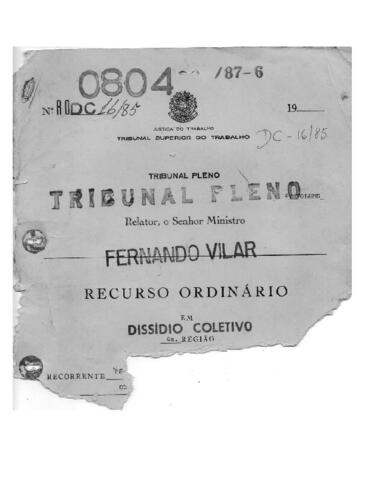 0804 /87-6
Nº RODC 16/85 19
JUSTIÇA DO TRABALHO
TRIBUNAL SUPERIOR DO TRABALHO
DC-16/85
TRIBUNAL PLENO
TRIBUNAL PLENO
Relator, o Senhor Ministro
FERNANDO VILAR
RECURSO ORDINÁRIO
EM
DISSÍDIO COLETIVO
REGIÃO
RECORRENTE